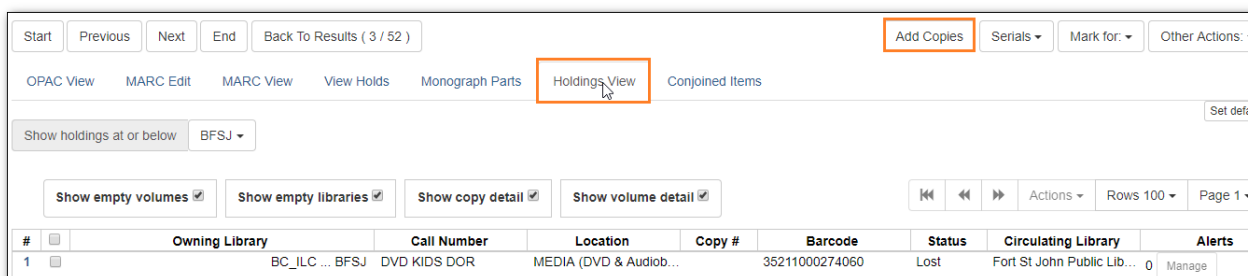 Start Previous Next End Back To Results ( 3 / 52 ) Add Copies Serials Mark for: Other Actions:
OPAC View MARC Edit MARC View View Holds Monograph Parts Holdings View Conjoined Items
Set defa
Show holdings at or below BFSJ
Show empty volumes Show empty libraries Show copy detail Show volume detail Actions Rows 100 Page 1
# Owning Library Call Number Location Copy # Barcode Status Circulating Library Alerts
1 BC_ILC ... BFSJ DVD KIDS DOR MEDIA (DVD & Audiob... 35211000274060 Lost Fort St John Public Lib... 0 Manage